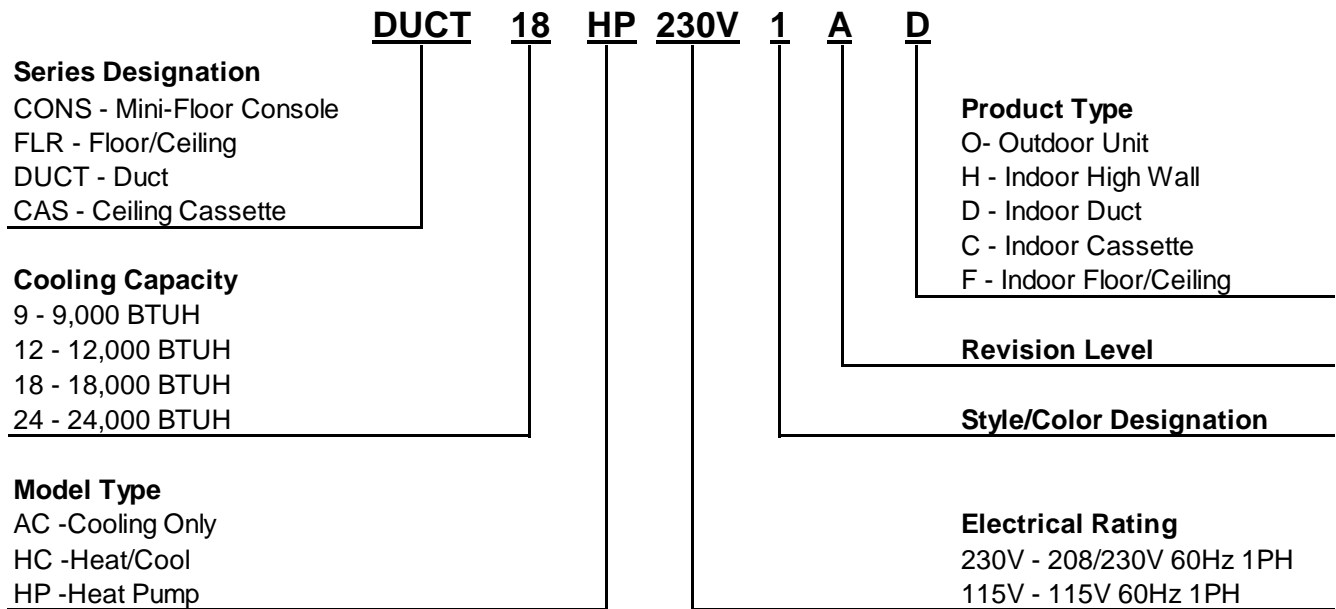 DUCT 18 HP 230V 1 A D
Series Designation
CONS - Mini-Floor Console
FLR - Floor/Ceiling
DUCT - Duct
CAS - Ceiling Cassette
Cooling Capacity
9 - 9,000 BTUH
12 - 12,000 BTUH
18 - 18,000 BTUH
24 - 24,000 BTUH
Model Type
AC -Cooling Only
HC -Heat/Cool
HP -Heat Pump
Product Type
O- Outdoor Unit
H - Indoor High Wall
D - Indoor Duct
C - Indoor Cassette
F - Indoor Floor/Ceiling
Revision Level
Style/Color Designation
Electrical Rating
230V - 208/230V 60Hz 1PH
115V - 115V 60Hz 1PH